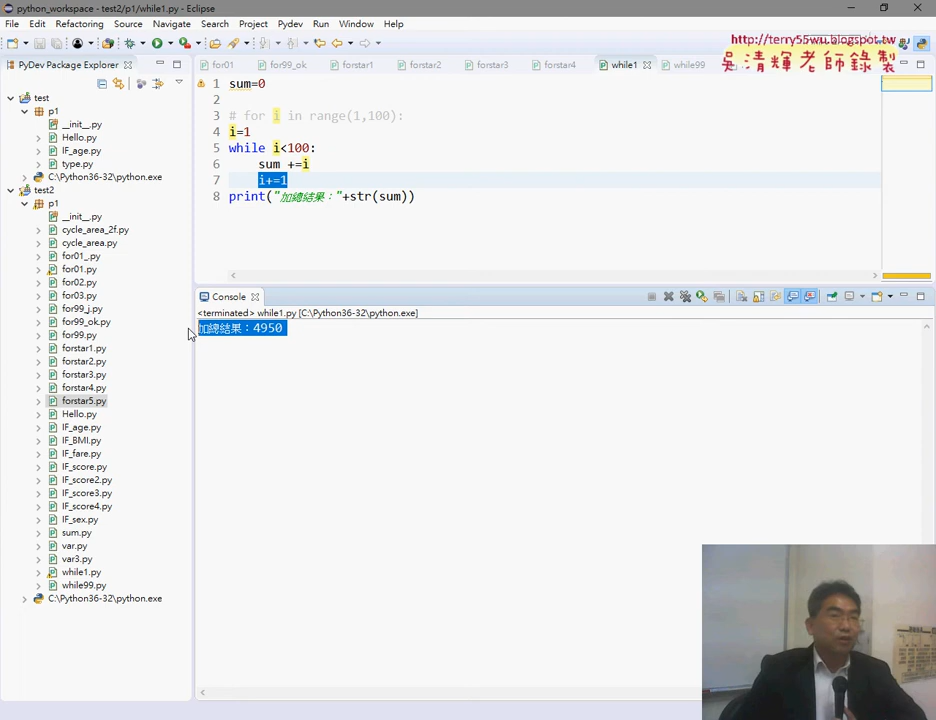 python_workspace - test2/p1/while1.py - Eclipse
File Edit Refactoring Source Navigate Search Project Pydev Run Window Help
http://terry55wu.blogspot.tw
吳清輝老師錄製
PyDev Package Explorer
for01 for99_ok forstar1 forstar2 forstar3 forstar4 while1 while99
test
p1
__init__.py
Hello.py
IF_age.py
type.py
C:\Python36-32\python.exe
test2
p1
__init__.py
cycle_area_2f.py
cycle_area.py
for01_.py
for01.py
for02.py
for03.py
for99_j.py
for99_ok.py
for99.py
forstar1.py
forstar2.py
forstar3.py
forstar4.py
forstar5.py
Hello.py
IF_age.py
IF_BMI.py
IF_fare.py
IF_score.py
IF_score2.py
IF_score3.py
IF_score4.py
IF_sex.py
sum.py
var.py
var3.py
while1.py
while99.py
C:\Python36-32\python.exe
1 sum=0
2
3 # for i in range(1,100):
4 i=1
5 while i<100:
6 sum +=i
7 i+=1
8 print("加總結果："+str(sum))
Console
<terminated> while1.py [C:\Python36-32\python.exe]
加總結果：4950